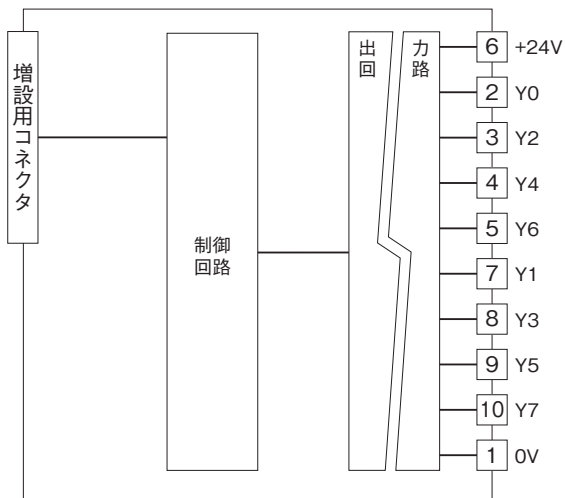 増設用コネクタ
制御
回路
出力
回路
6 +24V
2 Y0
3 Y2
4 Y4
5 Y6
7 Y1
8 Y3
9 Y5
10 Y7
1 0V